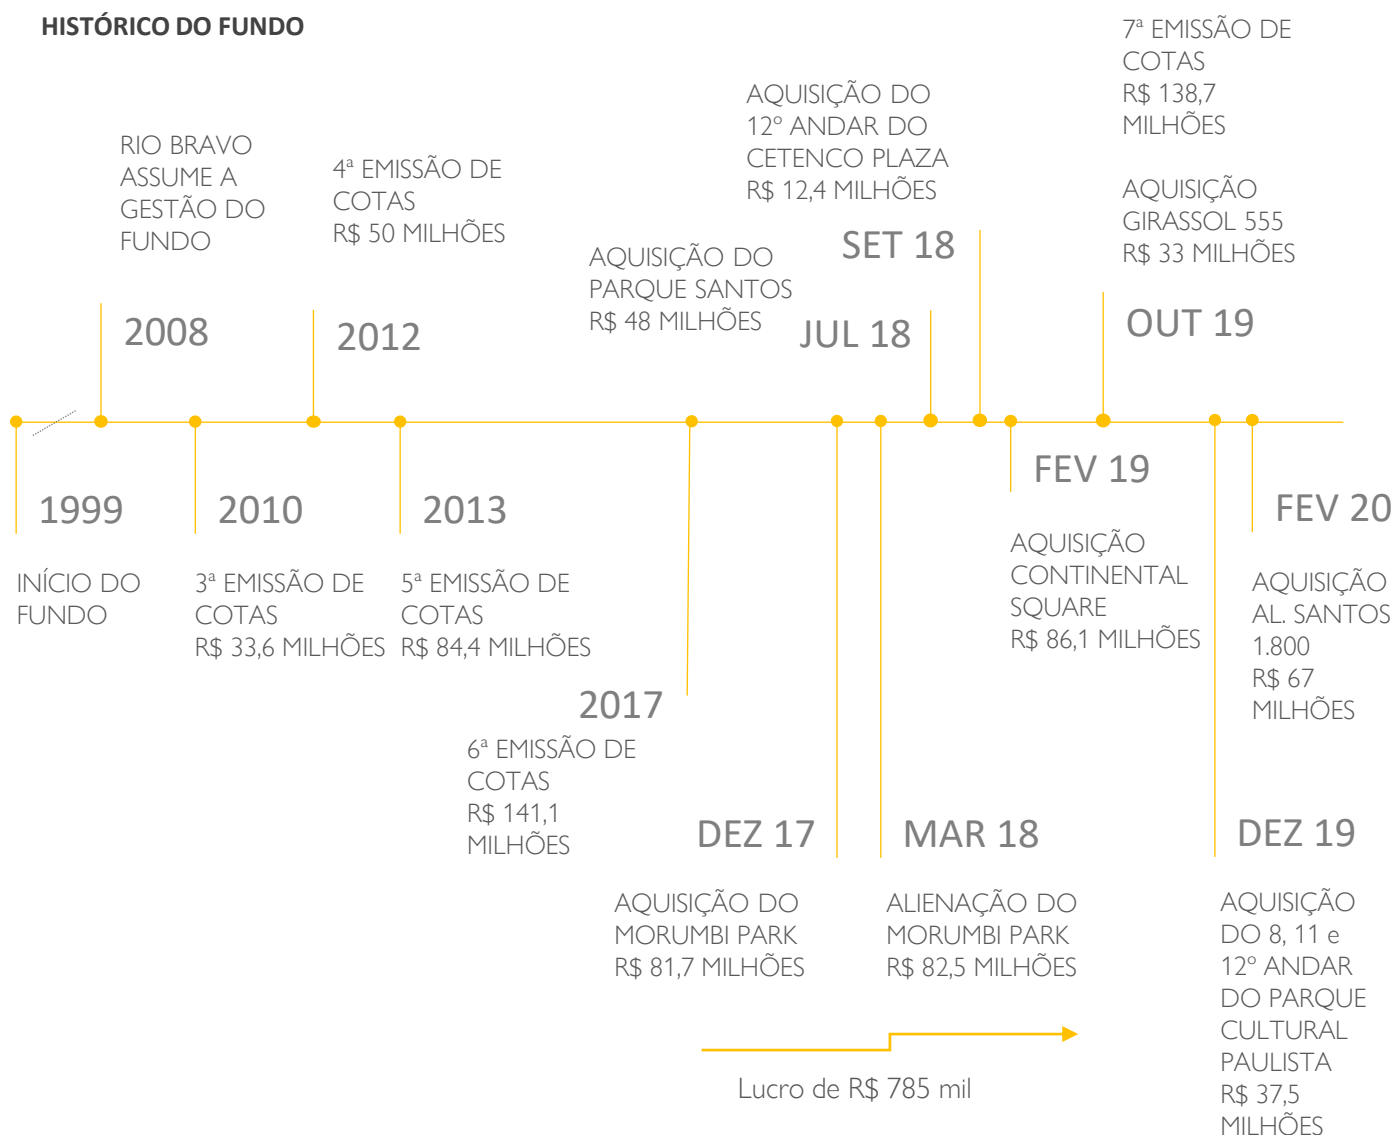 HISTÓRICO DO FUNDO
RIO BRAVO
ASSUME A
GESTÃO DO
FUNDO
2008
4ª EMISSÃO DE
COTAS
R$ 50 MILHÕES
2012
AQUISIÇÃO DO
PARQUE SANTOS
R$ 48 MILHÕES
JUL 18
AQUISIÇÃO DO
12º ANDAR DO
CETENCO PLAZA
R$ 12,4 MILHÕES
SET 18
7ª EMISSÃO DE
COTAS
R$ 138,7
MILHÕES
AQUISIÇÃO
GIRASSOL 555
R$ 33 MILHÕES
OUT 19
1999
INÍCIO DO
FUNDO
2010
3ª EMISSÃO DE
COTAS
R$ 33,6 MILHÕES
2013
5ª EMISSÃO DE
COTAS
R$ 84,4 MILHÕES
2017
6ª EMISSÃO DE
COTAS
R$ 141,1
MILHÕES
DEZ 17
AQUISIÇÃO DO
MORUMBI PARK
R$ 81,7 MILHÕES
MAR 18
ALIENAÇÃO DO
MORUMBI PARK
R$ 82,5 MILHÕES
Lucro de R$ 785 mil
FEV 19
AQUISIÇÃO
CONTINENTAL
SQUARE
R$ 86,1 MILHÕES
DEZ 19
AQUISIÇÃO
DO 8, 11 e
12º ANDAR
DO PARQUE
CULTURAL
PAULISTA
R$ 37,5
MILHÕES
FEV 20
AQUISIÇÃO
AL. SANTOS
1.800
R$ 67
MILHÕES